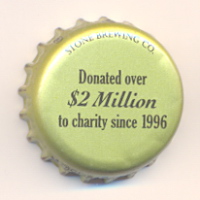 STONE BREWING CO.
Donated over
$2 Million
to charity since 1996